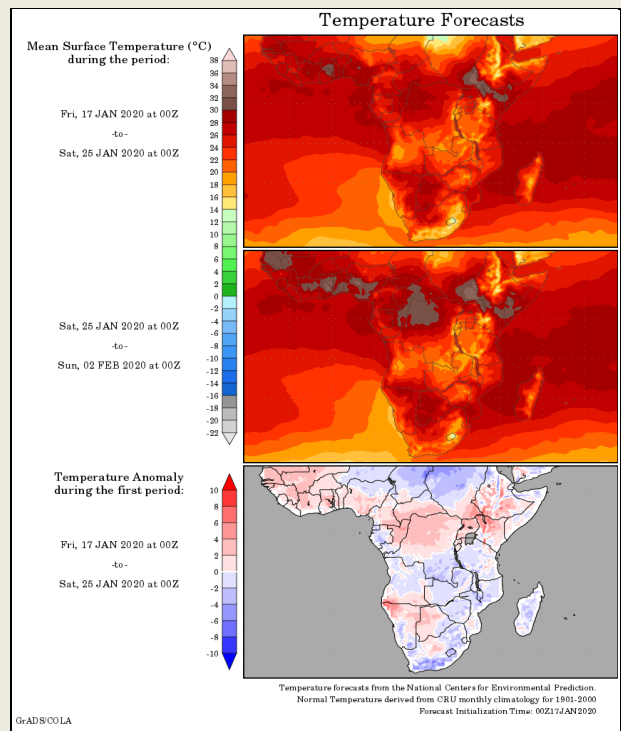 Temperature Forecasts
Mean Surface Temperature (°C)
during the period:
Fri, 17 JAN 2020 at 00Z
-to-
Sat, 25 JAN 2020 at 00Z
38
36
34
32
30
28
26
24
22
20
18
16
14
12
10
8
6
4
2
0
-2
-4
-6
-8
-10
-12
-14
-16
-18
-20
-22
Sat, 25 JAN 2020 at 00Z
-to-
Sun, 02 FEB 2020 at 00Z
Temperature Anomaly
during the first period:
Fri, 17 JAN 2020 at 00Z
-to-
Sat, 25 JAN 2020 at 00Z
10
8
6
4
2
0
-2
-4
-6
-8
-10
Temperature forecasts from the National Centers for Environmental Prediction.
Normal Temperature derived from CRU monthly climatology for 1901-2000
Forecast Initialization Time: 00Z17JAN2020
GrADS/COLA